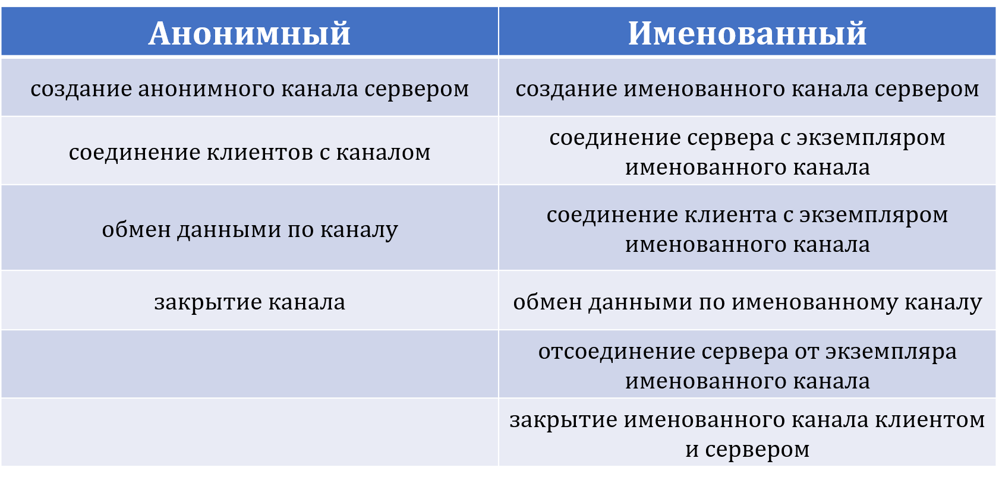 Анонимный
Именованный
создание анонимного канала сервером
создание именованного канала сервером
соединение клиентов с каналом
соединение сервера с экземпляром
именованного канала
обмен данными по каналу
соединение клиента с экземпляром
именованного канала
закрытие канала
обмен данными по именованному каналу
отсоединение сервера от экземпляра
именованного канала
закрытие именованного канала клиентом
и сервером